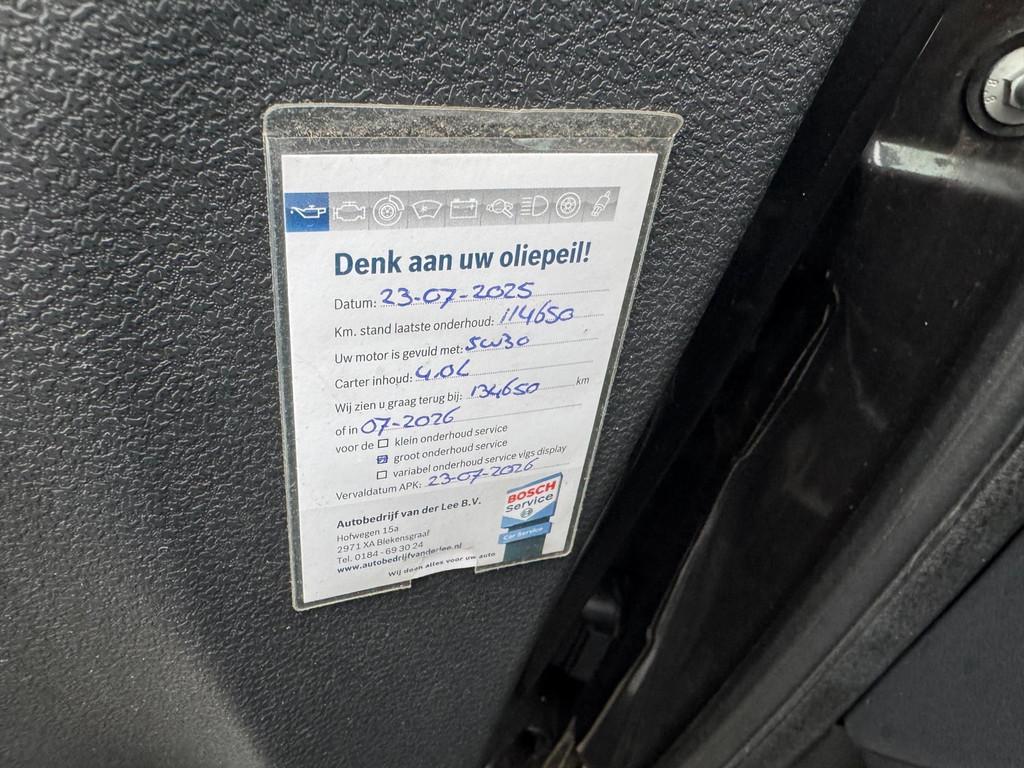 Denk aan uw oliepeil!
Datum: 23-07-2025
Km. stand laatste onderhoud: 114650
Uw motor is gevuld met: 5w30
Carter inhoud: 4.0L
Wij zien u graag terug bij: 134650 km
of in 07-2026
voor de klein onderhoud service
groot onderhoud service
variabel onderhoud service vlgs display
Vervaldatum APK: 23-07-2026
Autobedrijf van der Lee B.V.
Hofwegen 15a
2971 XA Blekensgraaf
Tel. 0184 - 69 30 24
www.autobedrijfvanderlee.nl
Wij doen alles voor uw auto
BOSCH
Service
Car Service
8.8